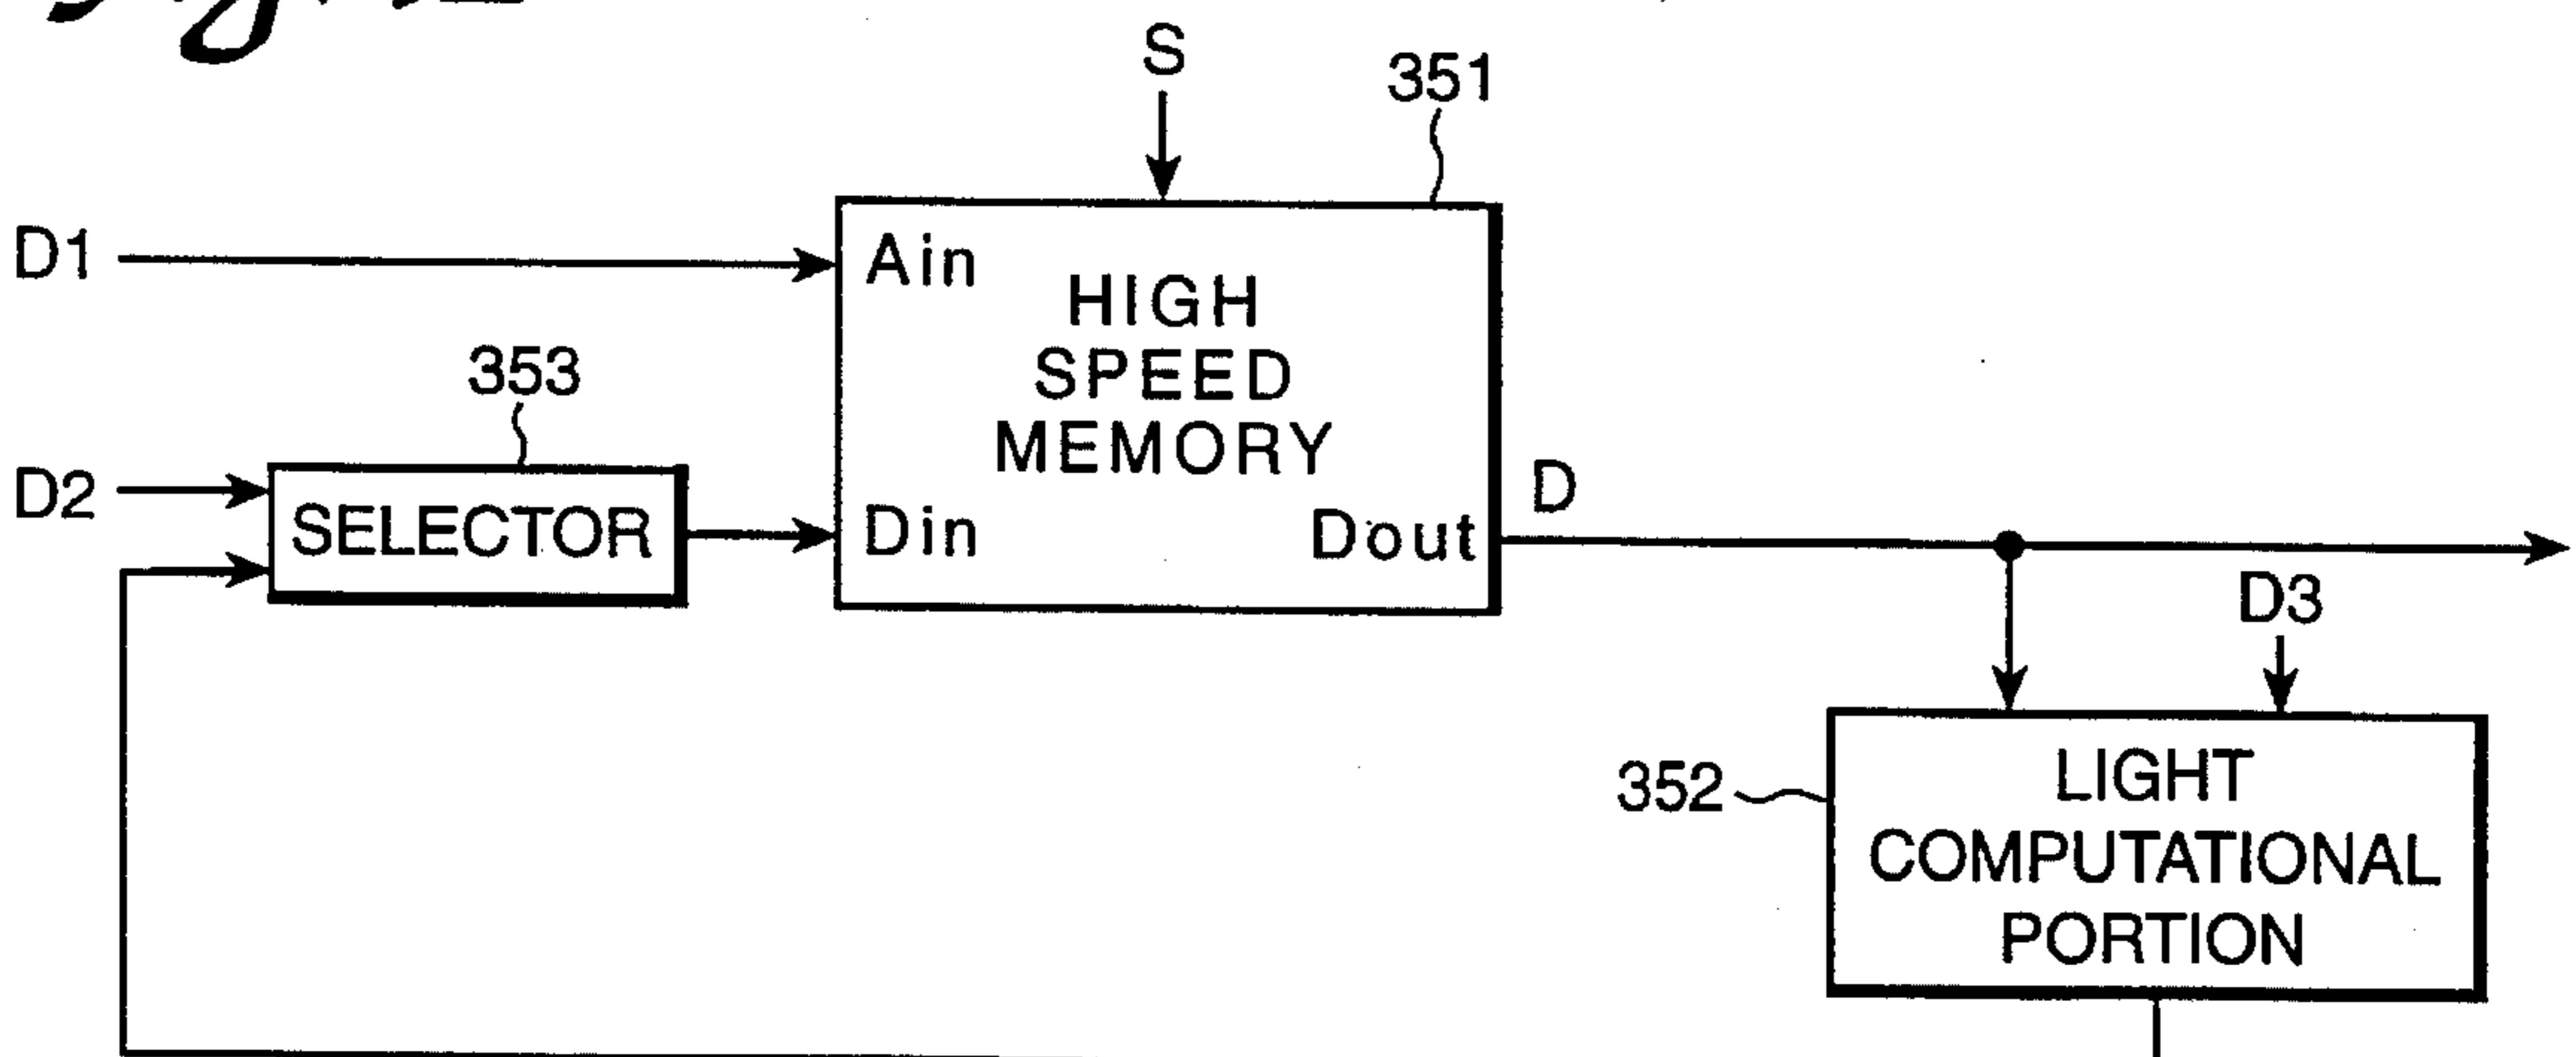 S
351
D1
Ain
HIGH
SPEED
MEMORY
353
D2
SELECTOR
Din
Dout
D
D3
352
LIGHT
COMPUTATIONAL
PORTION